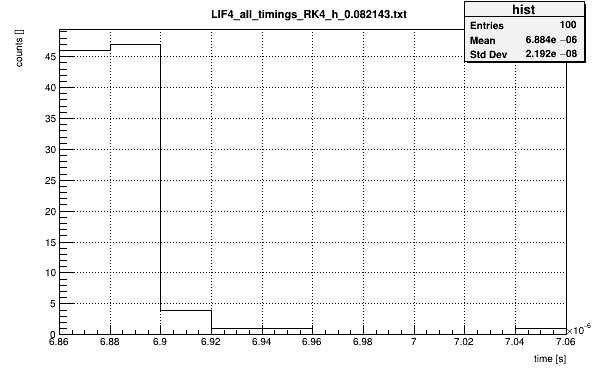 LIF4_all_timings_RK4_h_0.082143.txt
hist
Entries 100
Mean 6.884e −06
Std Dev 2.192e −08
counts []
45
40
35
30
25
20
15
10
5
0
6.86 6.88 6.9 6.92 6.94 6.96 6.98 7 7.02 7.04 7.06
×10−6
time [s]